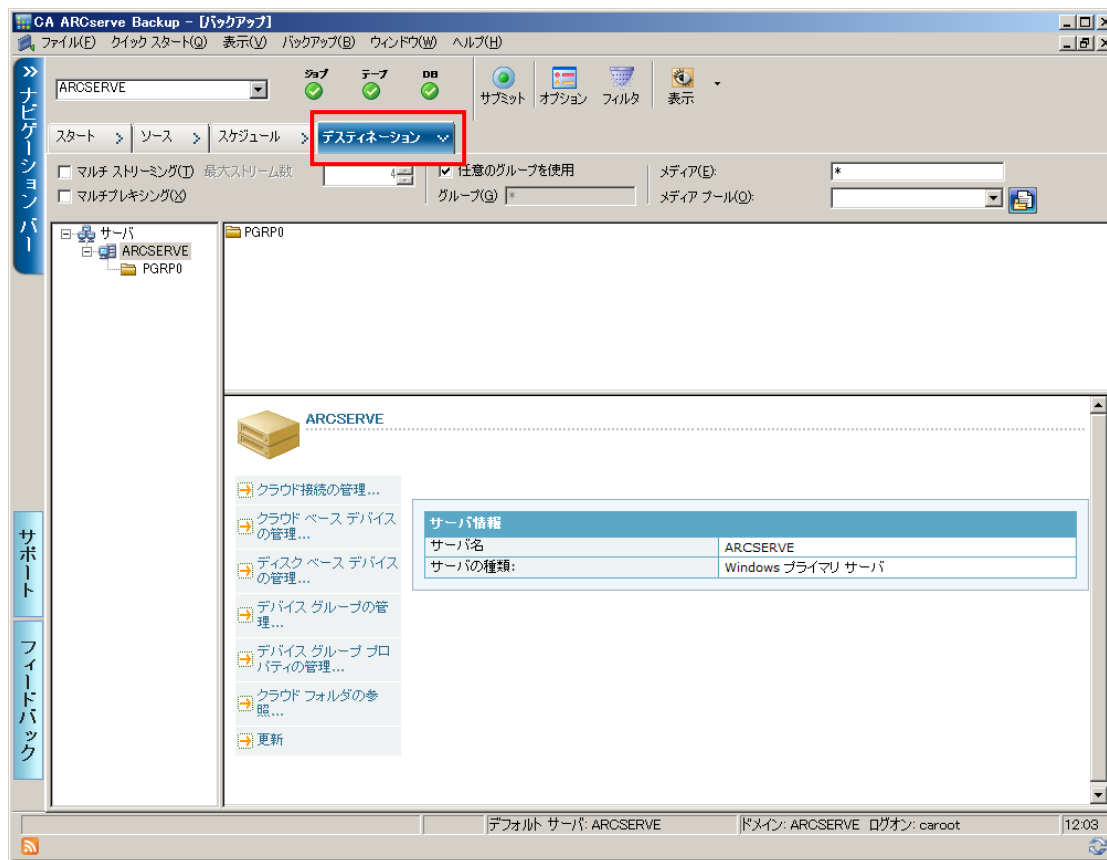 CA ARCserve Backup - [バックアップ]
ファイル(F) クイック スタート(Q) 表示(V) バックアップ(B) ウィンドウ(W) ヘルプ(H)
ナビゲーション バー
ARCSERVE
ジョブ テープ DB
サブミット オプション フィルタ 表示
スタート ソース スケジュール デスティネーション
マルチ ストリーミング(T) 最大ストリーム数 4 任意のグループを使用 メディア(E): *
マルチプレキシング(X) グループ(G) * メディア プール(O):
サーバ
ARCSERVE
PGRP0
PGRP0
ARCSERVE
クラウド接続の管理...
クラウド ベース デバイス
の管理...
ディスク ベース デバイス
の管理...
デバイス グループの管
理...
デバイス グループ プロ
パティの管理...
クラウド フォルダの参
照...
更新
サーバ情報
サーバ名 ARCSERVE
サーバの種類: Windows プライマリ サーバ
サポート
フィードバック
デフォルト サーバ: ARCSERVE ドメイン: ARCSERVE ログオン: caroot 12:03